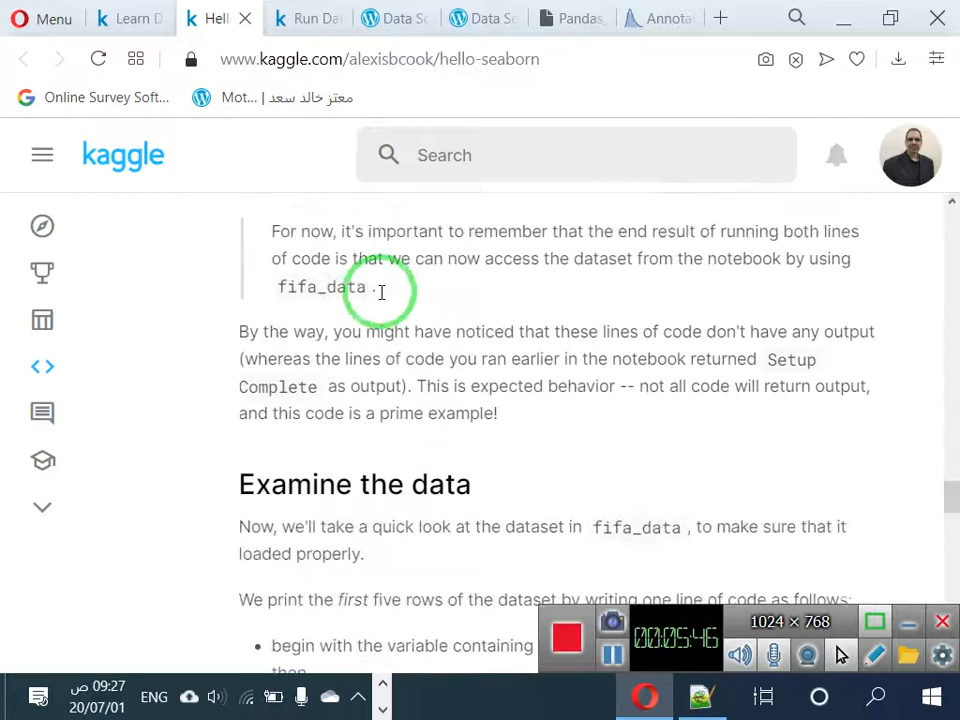 Menu
Learn D
Hello
Run Dat
Data Sc
Data Sc
Pandas_
Annotat
www.kaggle.com/alexisbcook/hello-seaborn
Online Survey Soft...
Mot... | معتز خالد سعد
kaggle
Search
For now, it's important to remember that the end result of running both lines
of code is that we can now access the dataset from the notebook by using
fifa_data .
By the way, you might have noticed that these lines of code don't have any output
(whereas the lines of code you ran earlier in the notebook returned Setup
Complete as output). This is expected behavior -- not all code will return output,
and this code is a prime example!
Examine the data
Now, we'll take a quick look at the dataset in fifa_data , to make sure that it
loaded properly.
We print the first five rows of the dataset by writing one line of code as follows:
begin with the variable containing
then
00:05:46
1024 × 768
09:27 ص
20/07/01
ENG